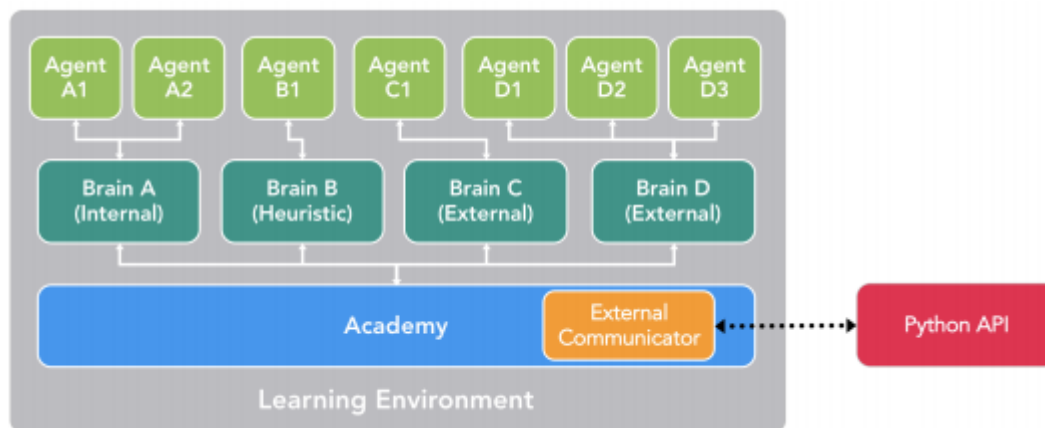 Agent
A1
Agent
A2
Agent
B1
Agent
C1
Agent
D1
Agent
D2
Agent
D3
Brain A
(Internal)
Brain B
(Heuristic)
Brain C
(External)
Brain D
(External)
Academy
External
Communicator
Python API
Learning Environment